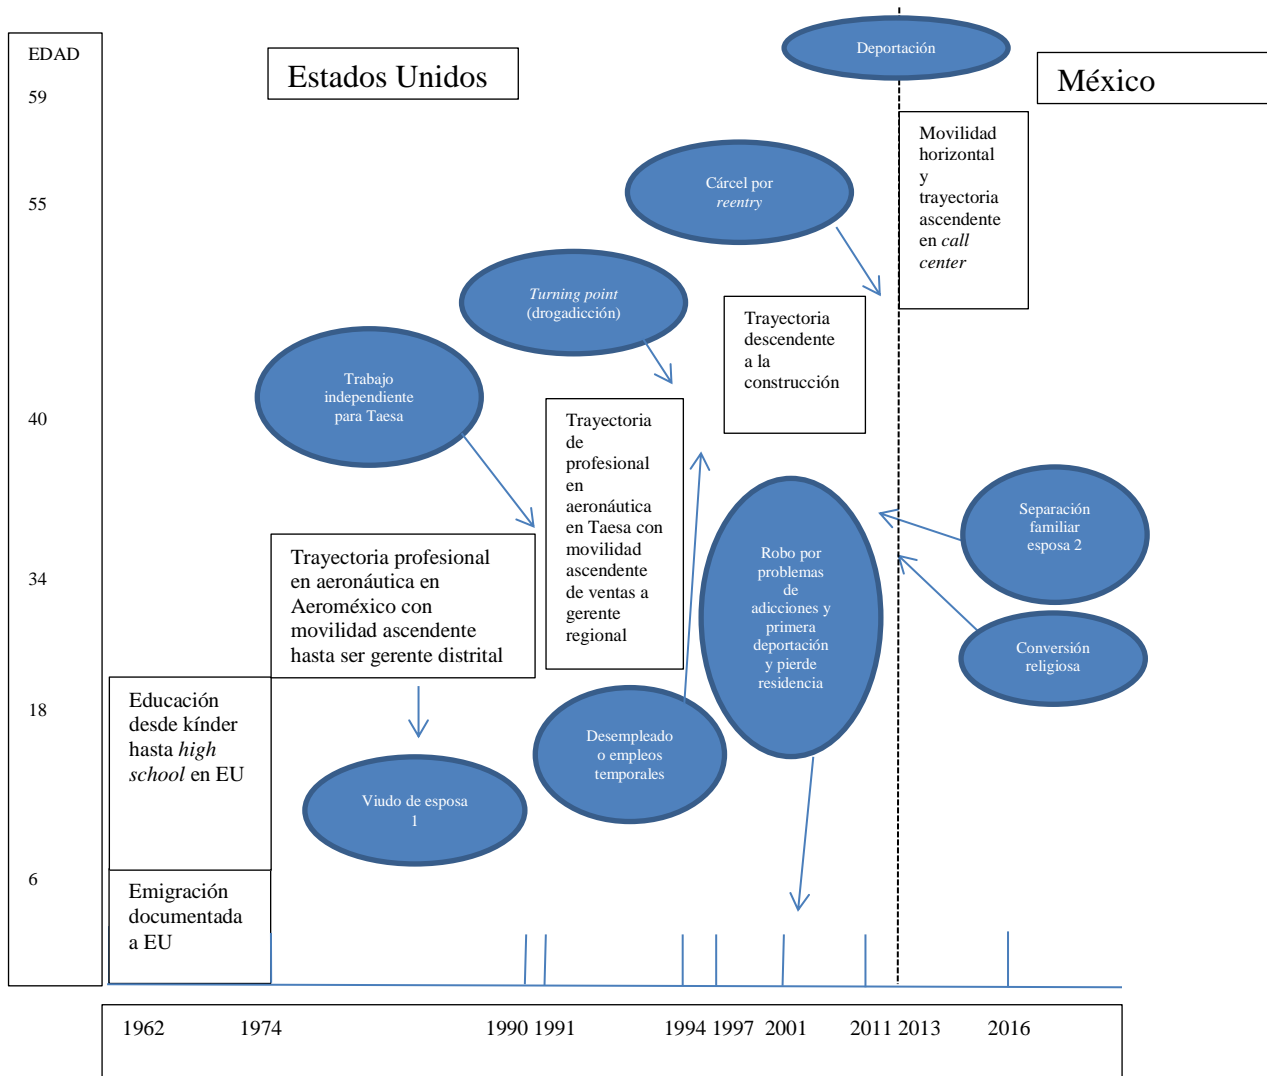 EDAD
59
55
40
34
18
6
Estados Unidos
Deportación
México
Movilidad
horizontal
y
trayectoria
ascendente
en call
center
Cárcel por
reentry
Turning point
(drogadicción)
Trayectoria
descendente
a la
construcción
Trabajo
independiente
para Taesa
Trayectoria
de
profesional
en
aeronáutica
en Taesa con
movilidad
ascendente
de ventas a
gerente
regional
Separación
familiar
esposa 2
Robo por
problemas
de
adicciones y
primera
deportación
y pierde
residencia
Trayectoria profesional
en aeronáutica en
Aeroméxico con
movilidad ascendente
hasta ser gerente distrital
Conversión
religiosa
Educación
desde kínder
hasta high
school en EU
Desempleado
o empleos
temporales
Viudo de esposa
1
Emigración
documentada
a EU
1962 1974 1990 1991 1994 1997 2001 2011 2013 2016